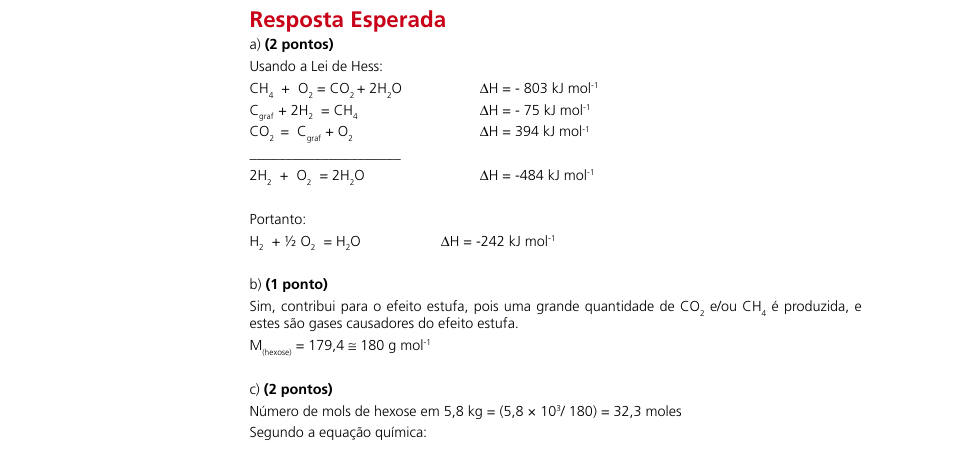 Resposta Esperada
a) (2 pontos)
Usando a Lei de Hess:
CH₄ + O₂ = CO₂ + 2H₂O ΔH = - 803 kJ mol⁻¹
C_graf + 2H₂ = CH₄ ΔH = - 75 kJ mol⁻¹
CO₂ = C_graf + O₂ ΔH = 394 kJ mol⁻¹
2H₂ + O₂ = 2H₂O ΔH = -484 kJ mol⁻¹
Portanto:
H₂ + ½ O₂ = H₂O ΔH = -242 kJ mol⁻¹
b) (1 ponto)
Sim, contribui para o efeito estufa, pois uma grande quantidade de CO₂ e/ou CH₄ é produzida, e
estes são gases causadores do efeito estufa.
M₍hexose₎ = 179,4 ≅ 180 g mol⁻¹
c) (2 pontos)
Número de mols de hexose em 5,8 kg = (5,8 × 10³/ 180) = 32,3 moles
Segundo a equação química: